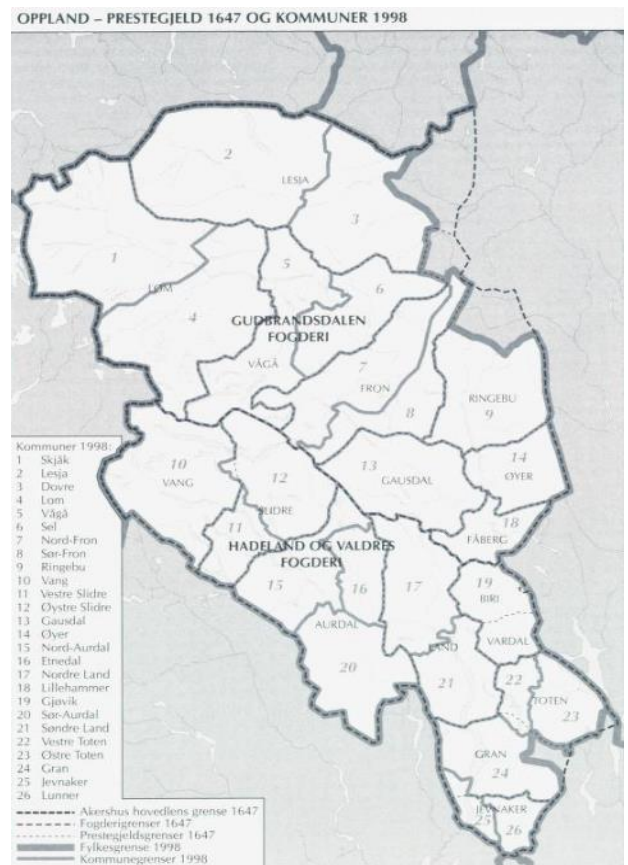 OPPLAND – PRESTEGJELD 1647 OG KOMMUNER 1998
2
LESJA
3
1
5
LOM
6
4
GUDBRANDSDALEN
FOGDERI
7
VÅGÅ
FRON
RINGEBU
8
9
Kommuner 1998:
1 Skjåk
2 Lesja
3 Dovre
4 Lom
5 Vågå
6 Sel
7 Nord-Fron
8 Sør-Fron
9 Ringebu
10 Vang
11 Vestre Slidre
12 Øystre Slidre
13 Gausdal
14 Øyer
15 Nord-Aurdal
16 Etnedal
17 Nordre Land
18 Lillehammer
19 Gjøvik
20 Sør-Aurdal
21 Søndre Land
22 Vestre Toten
23 Østre Toten
24 Gran
25 Jevnaker
26 Lunner
10
VANG
12
13
GAUSDAL
14
ØYER
SLIDRE
18
FÅBERG
11
HADELAND OG VALDRES
FOGDERI
15
16
17
19
BIRI
AURDAL
VARDAL
LAND
20
21
22
TOTEN
23
GRAN
24
JEVNAKER
25
26
Akershus hovedlens grense 1647
Fogderigrenser 1647
Prestegjeldsgrenser 1647
Fylkesgrense 1998
Kommunegrenser 1998